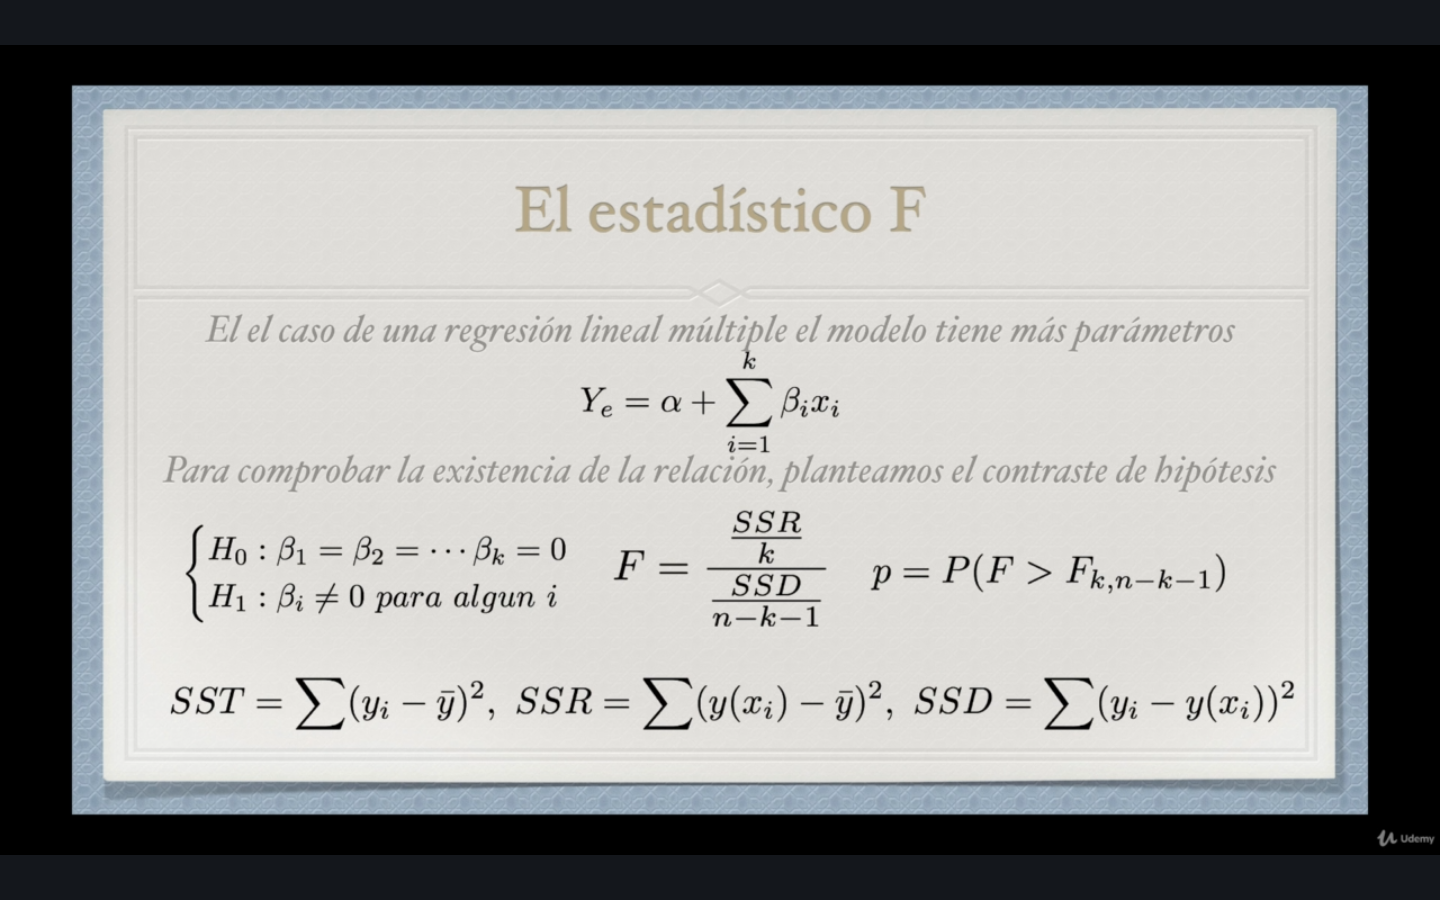 El estadístico F
El el caso de una regresión lineal múltiple el modelo tiene más parámetros
$Y_e = \alpha + \sum_{i=1}^{k} \beta_i x_i$
Para comprobar la existencia de la relación, planteamos el contraste de hipótesis
$\begin{cases} H_0 : \beta_1 = \beta_2 = \cdots \beta_k = 0 \\ H_1 : \beta_i \neq 0 \text{ para algun } i \end{cases}$ $F = \frac{\frac{SSR}{k}}{\frac{SSD}{n-k-1}}$ $p = P(F > F_{k,n-k-1})$
$SST = \sum (y_i - \bar{y})^2,\ SSR = \sum (y(x_i) - \bar{y})^2,\ SSD = \sum (y_i - y(x_i))^2$
Udemy